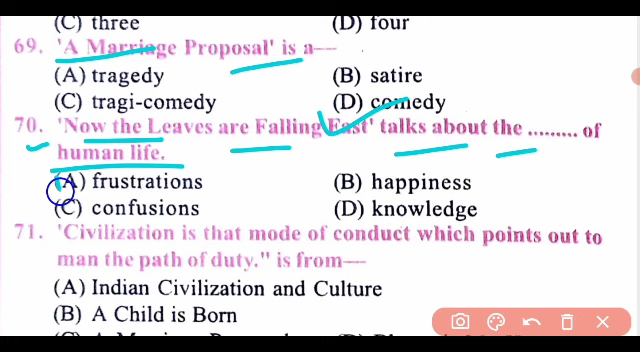 (C) three (D) four
69. 'A Marriage Proposal' is a—
(A) tragedy (B) satire
(C) tragi-comedy (D) comedy
70. 'Now the Leaves are Falling Fast' talks about the ......... of
human life.
(A) frustrations (B) happiness
(C) confusions (D) knowledge
71. 'Civilization is that mode of conduct which points out to
man the path of duty." is from—
(A) Indian Civilization and Culture
(B) A Child is Born